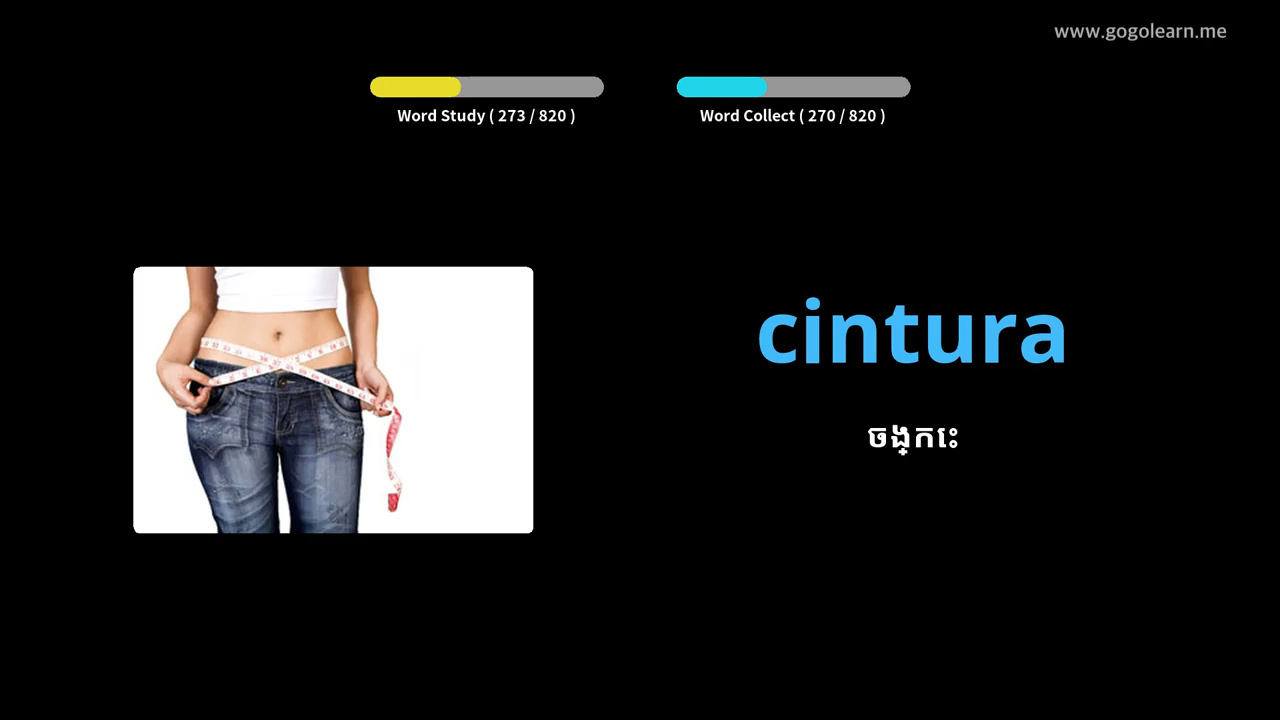 www.gogolearn.me
Word Study ( 273 / 820 )
Word Collect ( 270 / 820 )
cintura
ចង្កេះ